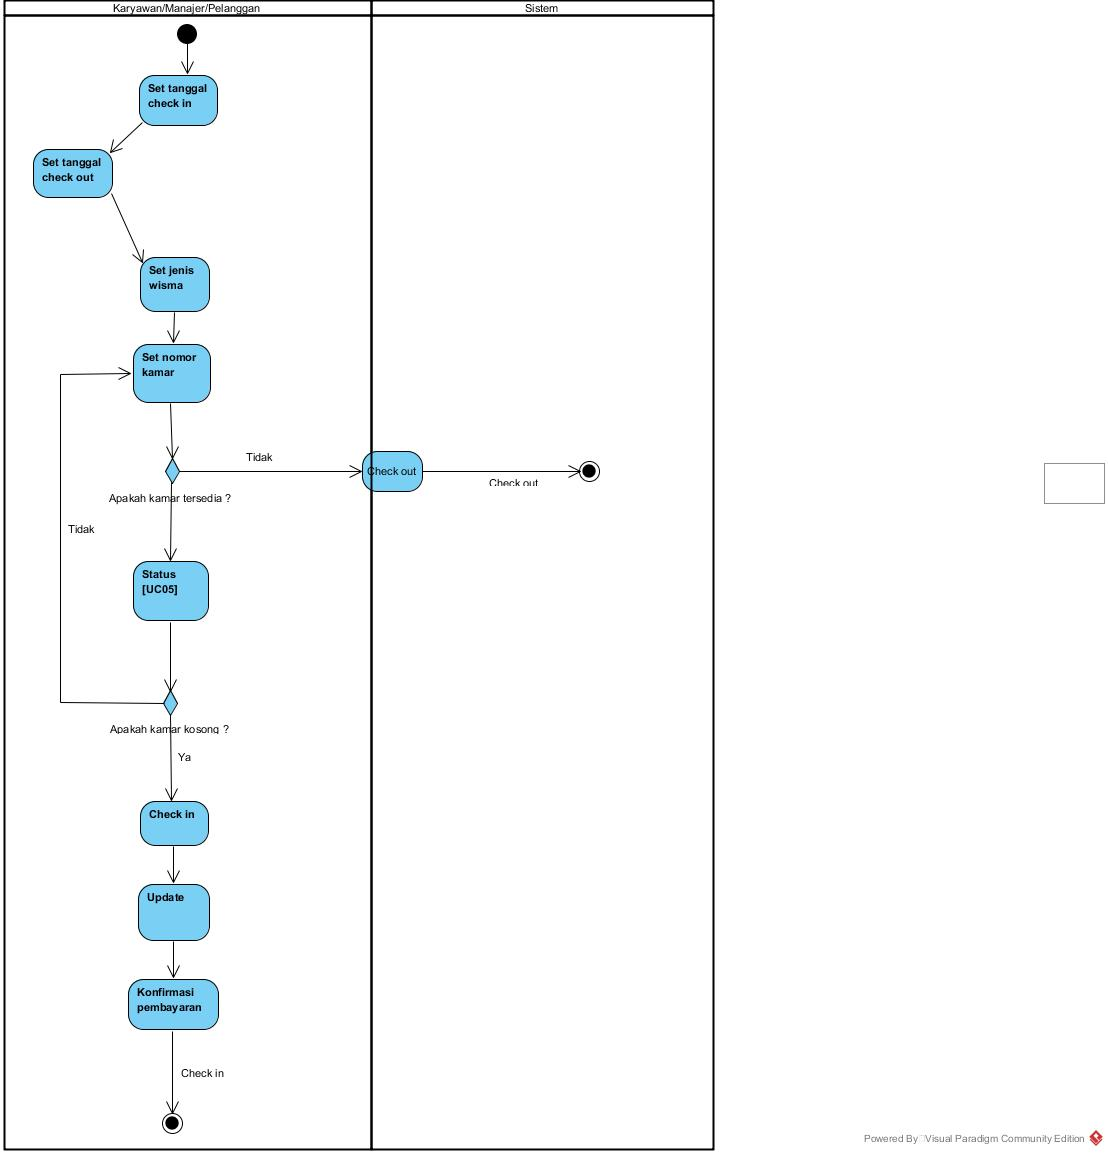 Karyawan/Manajer/Pelanggan
Sistem
Set tanggal
check in
Set tanggal
check out
Set jenis
wisma
Set nomor
kamar
Tidak
Check out
Check out
Apakah kamar tersedia ?
Tidak
Status
[UC05]
Apakah kamar kosong ?
Ya
Check in
Update
Konfirmasi
pembayaran
Check in
Powered By Visual Paradigm Community Edition